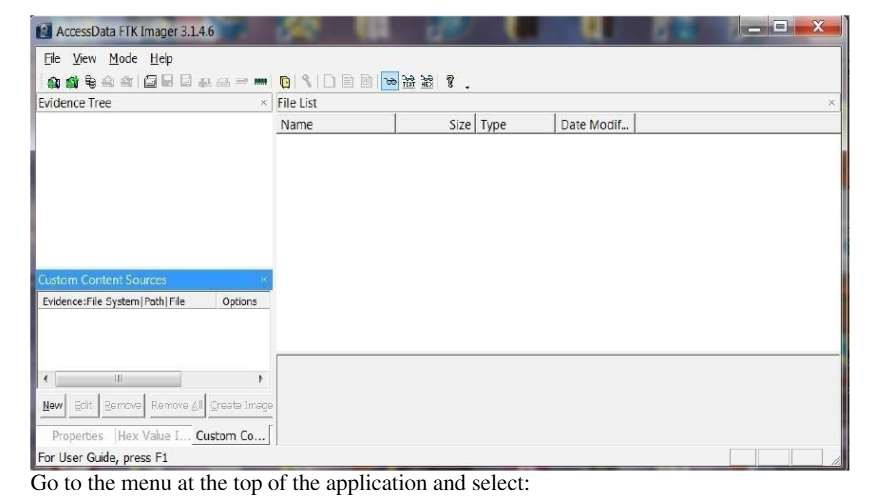 AccessData FTK Imager 3.1.4.6
File View Mode Help
Evidence Tree
File List
Name Size Type Date Modif...
Custom Content Sources
Evidence:File System|Path|File Options
New Edit Remove Remove All Create Image
Properties Hex Value I... Custom Co...
For User Guide, press F1
Go to the menu at the top of the application and select: